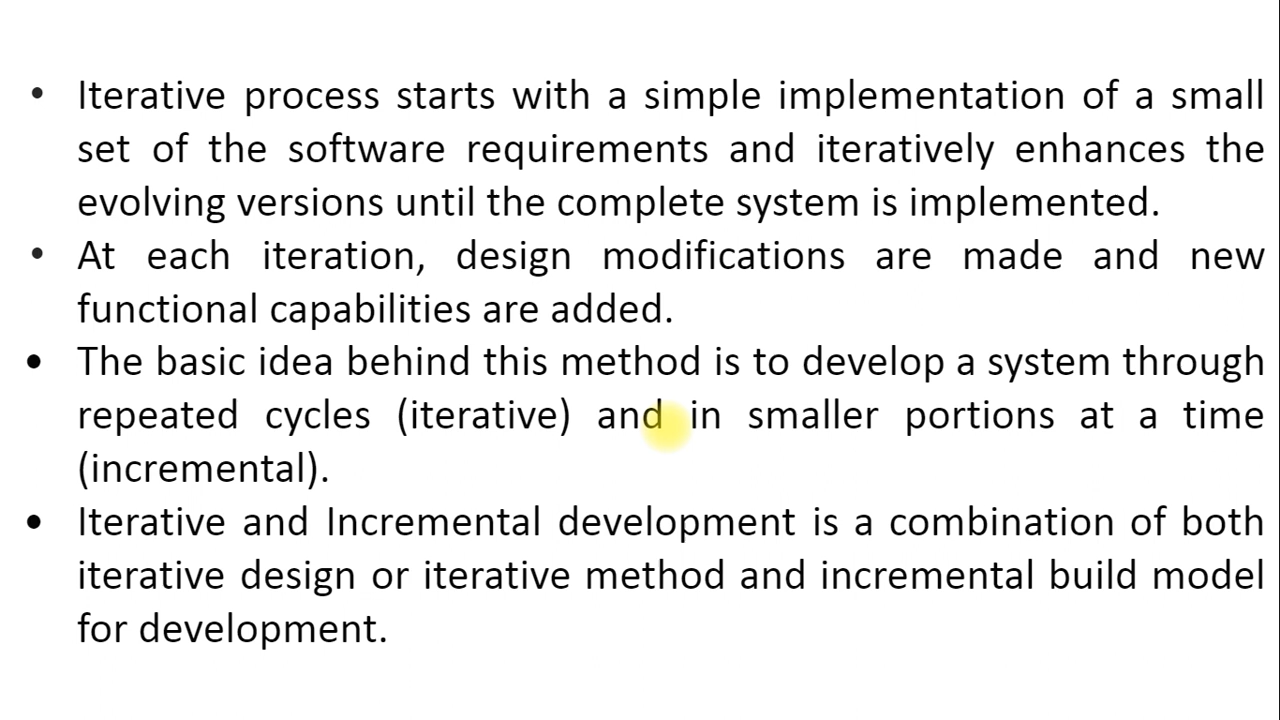 • Iterative process starts with a simple implementation of a small
set of the software requirements and iteratively enhances the
evolving versions until the complete system is implemented.
• At each iteration, design modifications are made and new
functional capabilities are added.
• The basic idea behind this method is to develop a system through
repeated cycles (iterative) and in smaller portions at a time
(incremental).
• Iterative and Incremental development is a combination of both
iterative design or iterative method and incremental build model
for development.